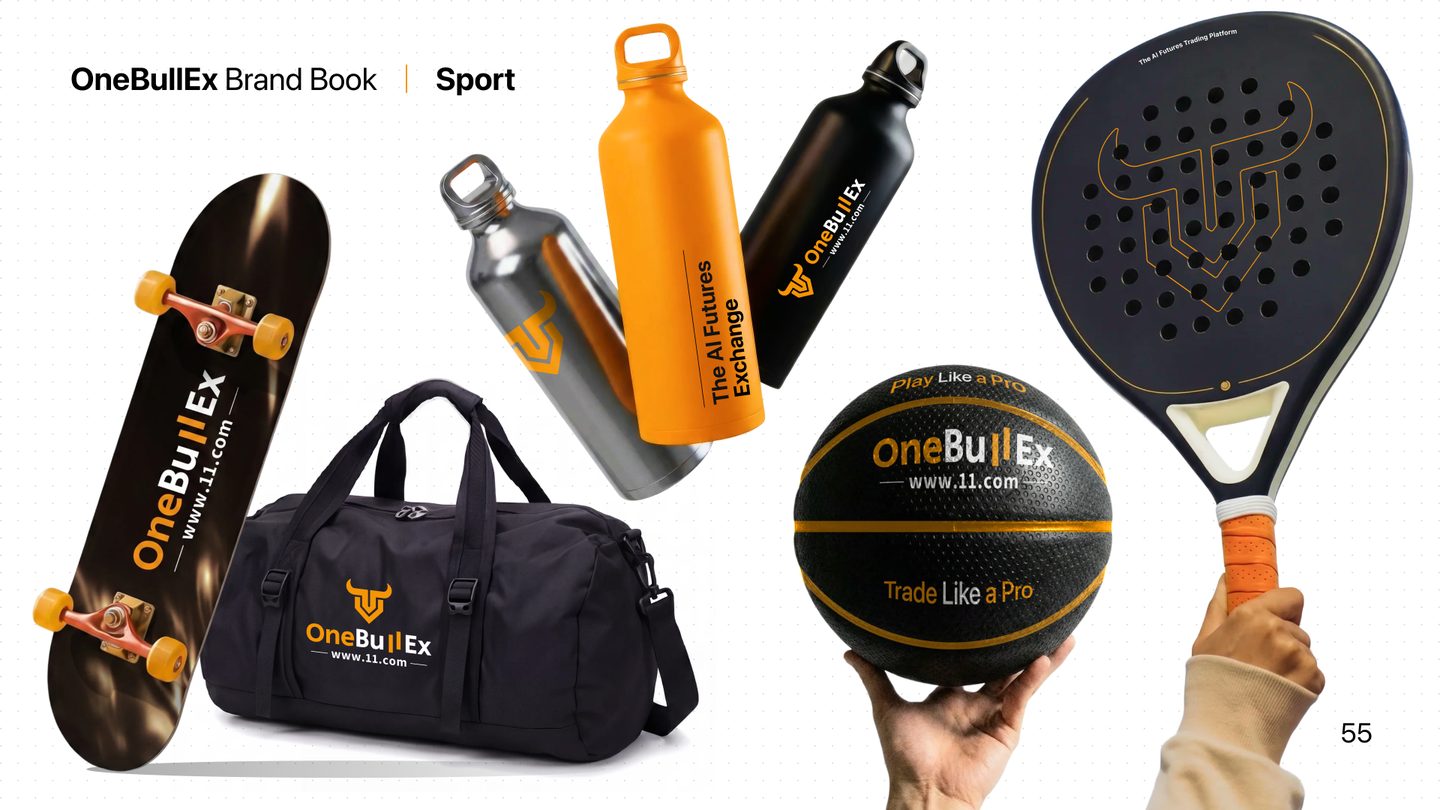 OneBullEx Brand Book | Sport
OneBullEx
www.11.com
OneBullEx
www.11.com
The AI Futures
Exchange
OneBullEx
www.11.com
Play Like a Pro
OneBullEx
www.11.com
Trade Like a Pro
The AI Futures Trading Platform
55